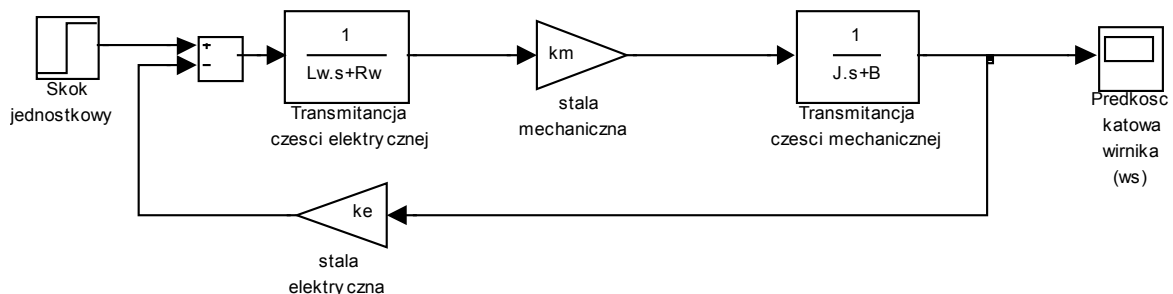 Skok
jednostkowy
+
−
1
Lw.s+Rw
Transmitancja
czesci elektrycznej
km
stala
mechaniczna
1
J.s+B
Transmitancja
czesci mechanicznej
Predkosc
katowa
wirnika
(ws)
ke
stala
elektryczna